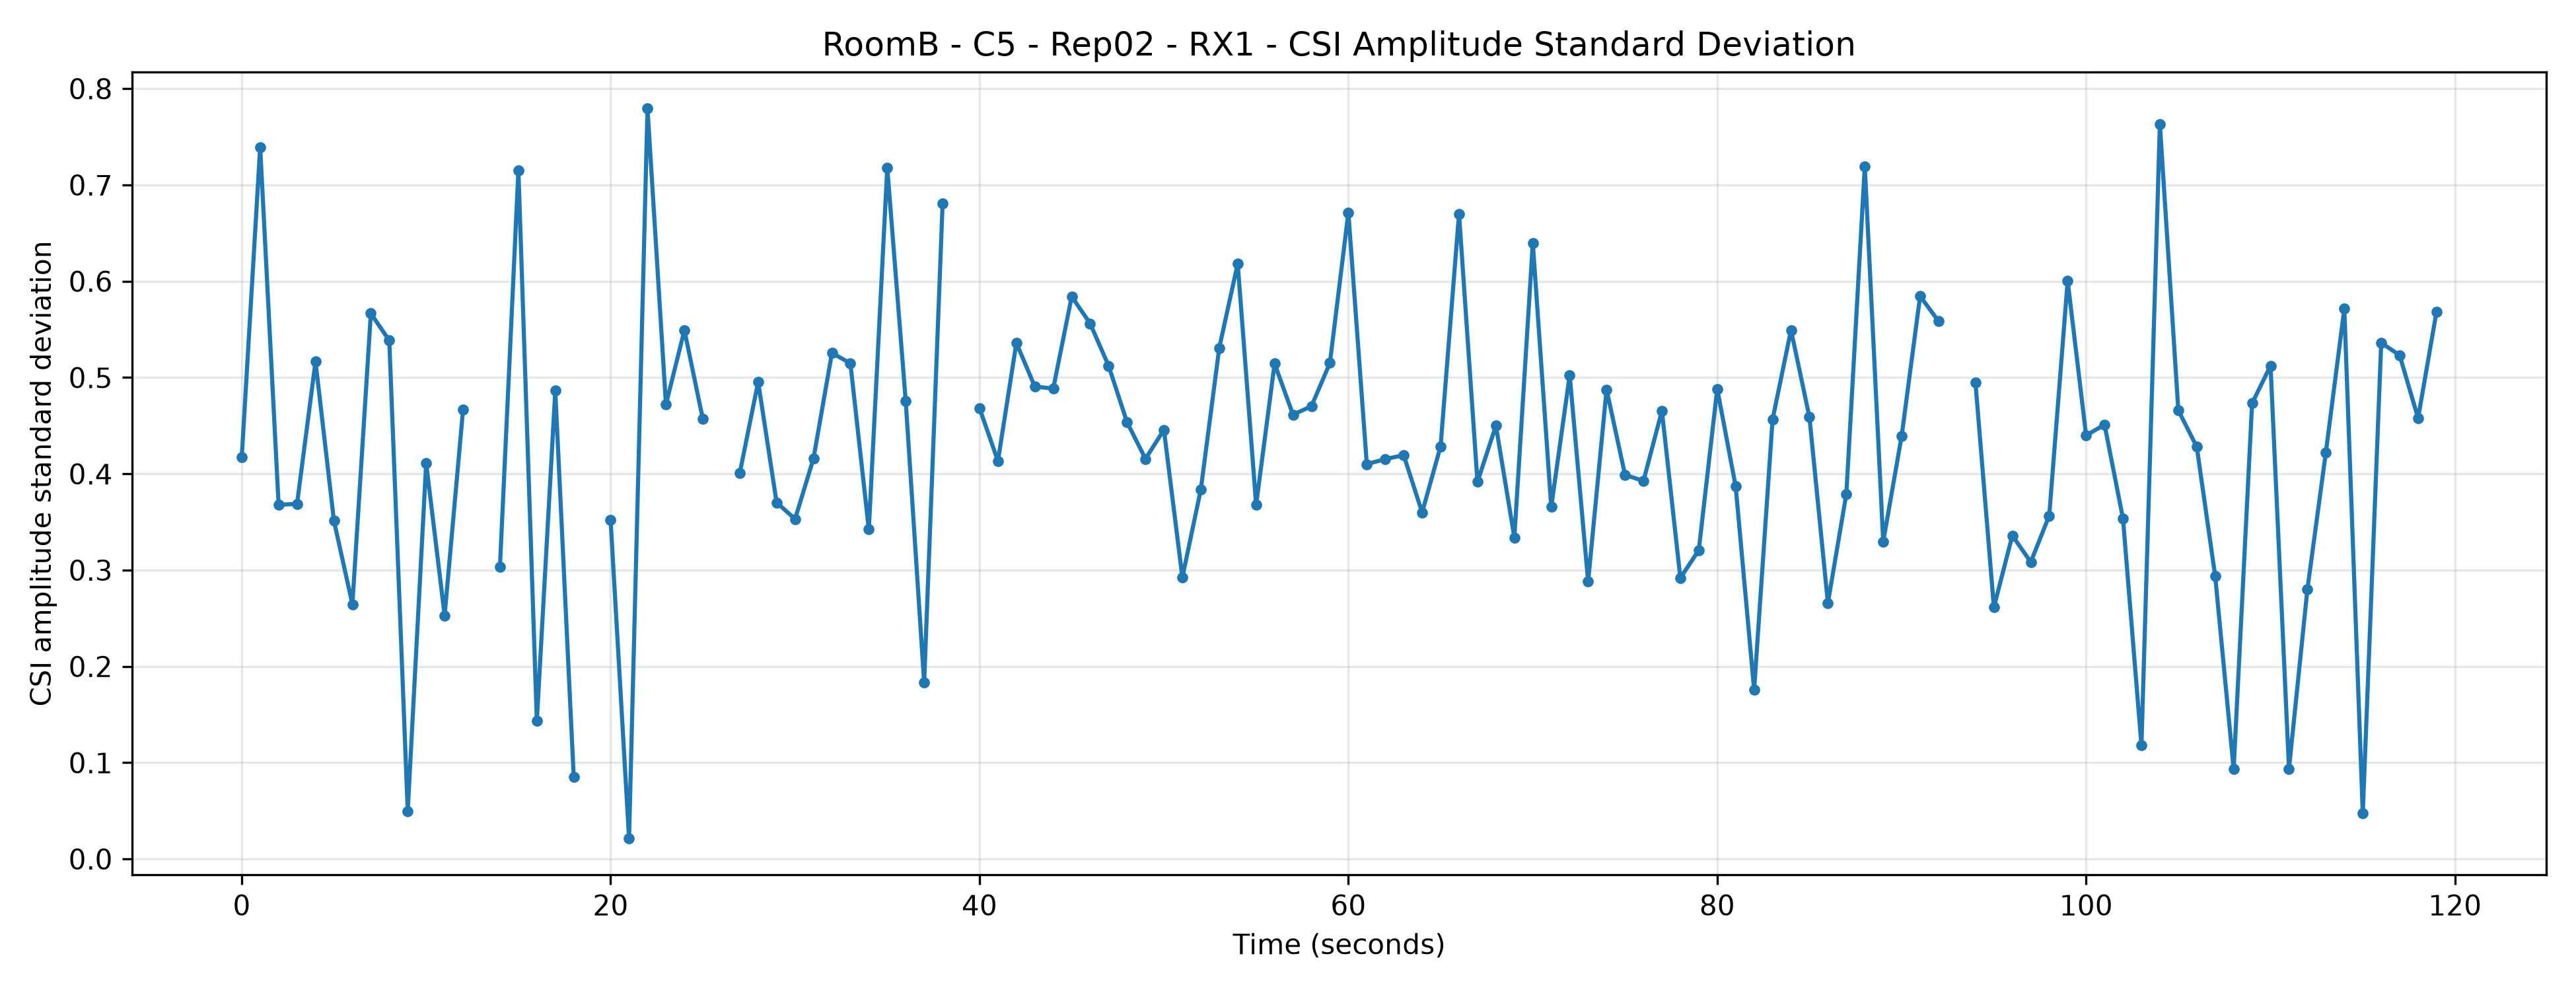 RoomB - C5 - Rep02 - RX1 - CSI Amplitude Standard Deviation
CSI amplitude standard deviation
0.8
0.7
0.6
0.5
0.4
0.3
0.2
0.1
0.0
0 20 40 60 80 100 120
Time (seconds)